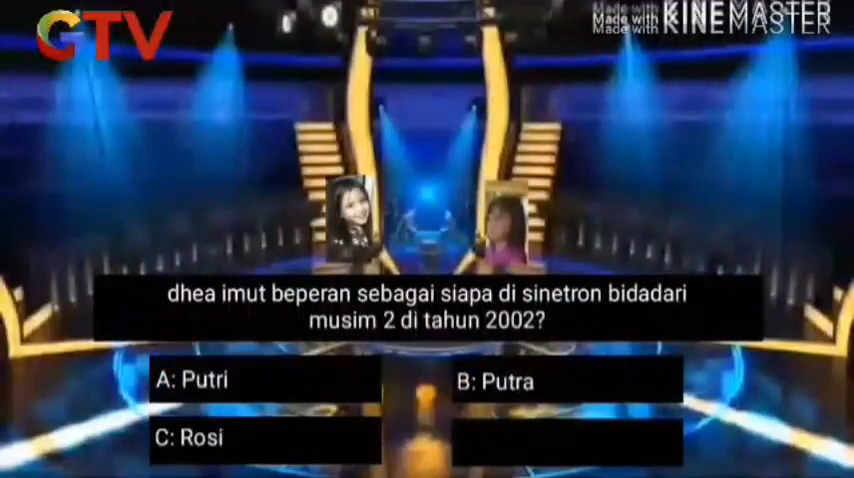 GTV
Made with KINEMASTER
dhea imut beperan sebagai siapa di sinetron bidadari
musim 2 di tahun 2002?
A: Putri
B: Putra
C: Rosi